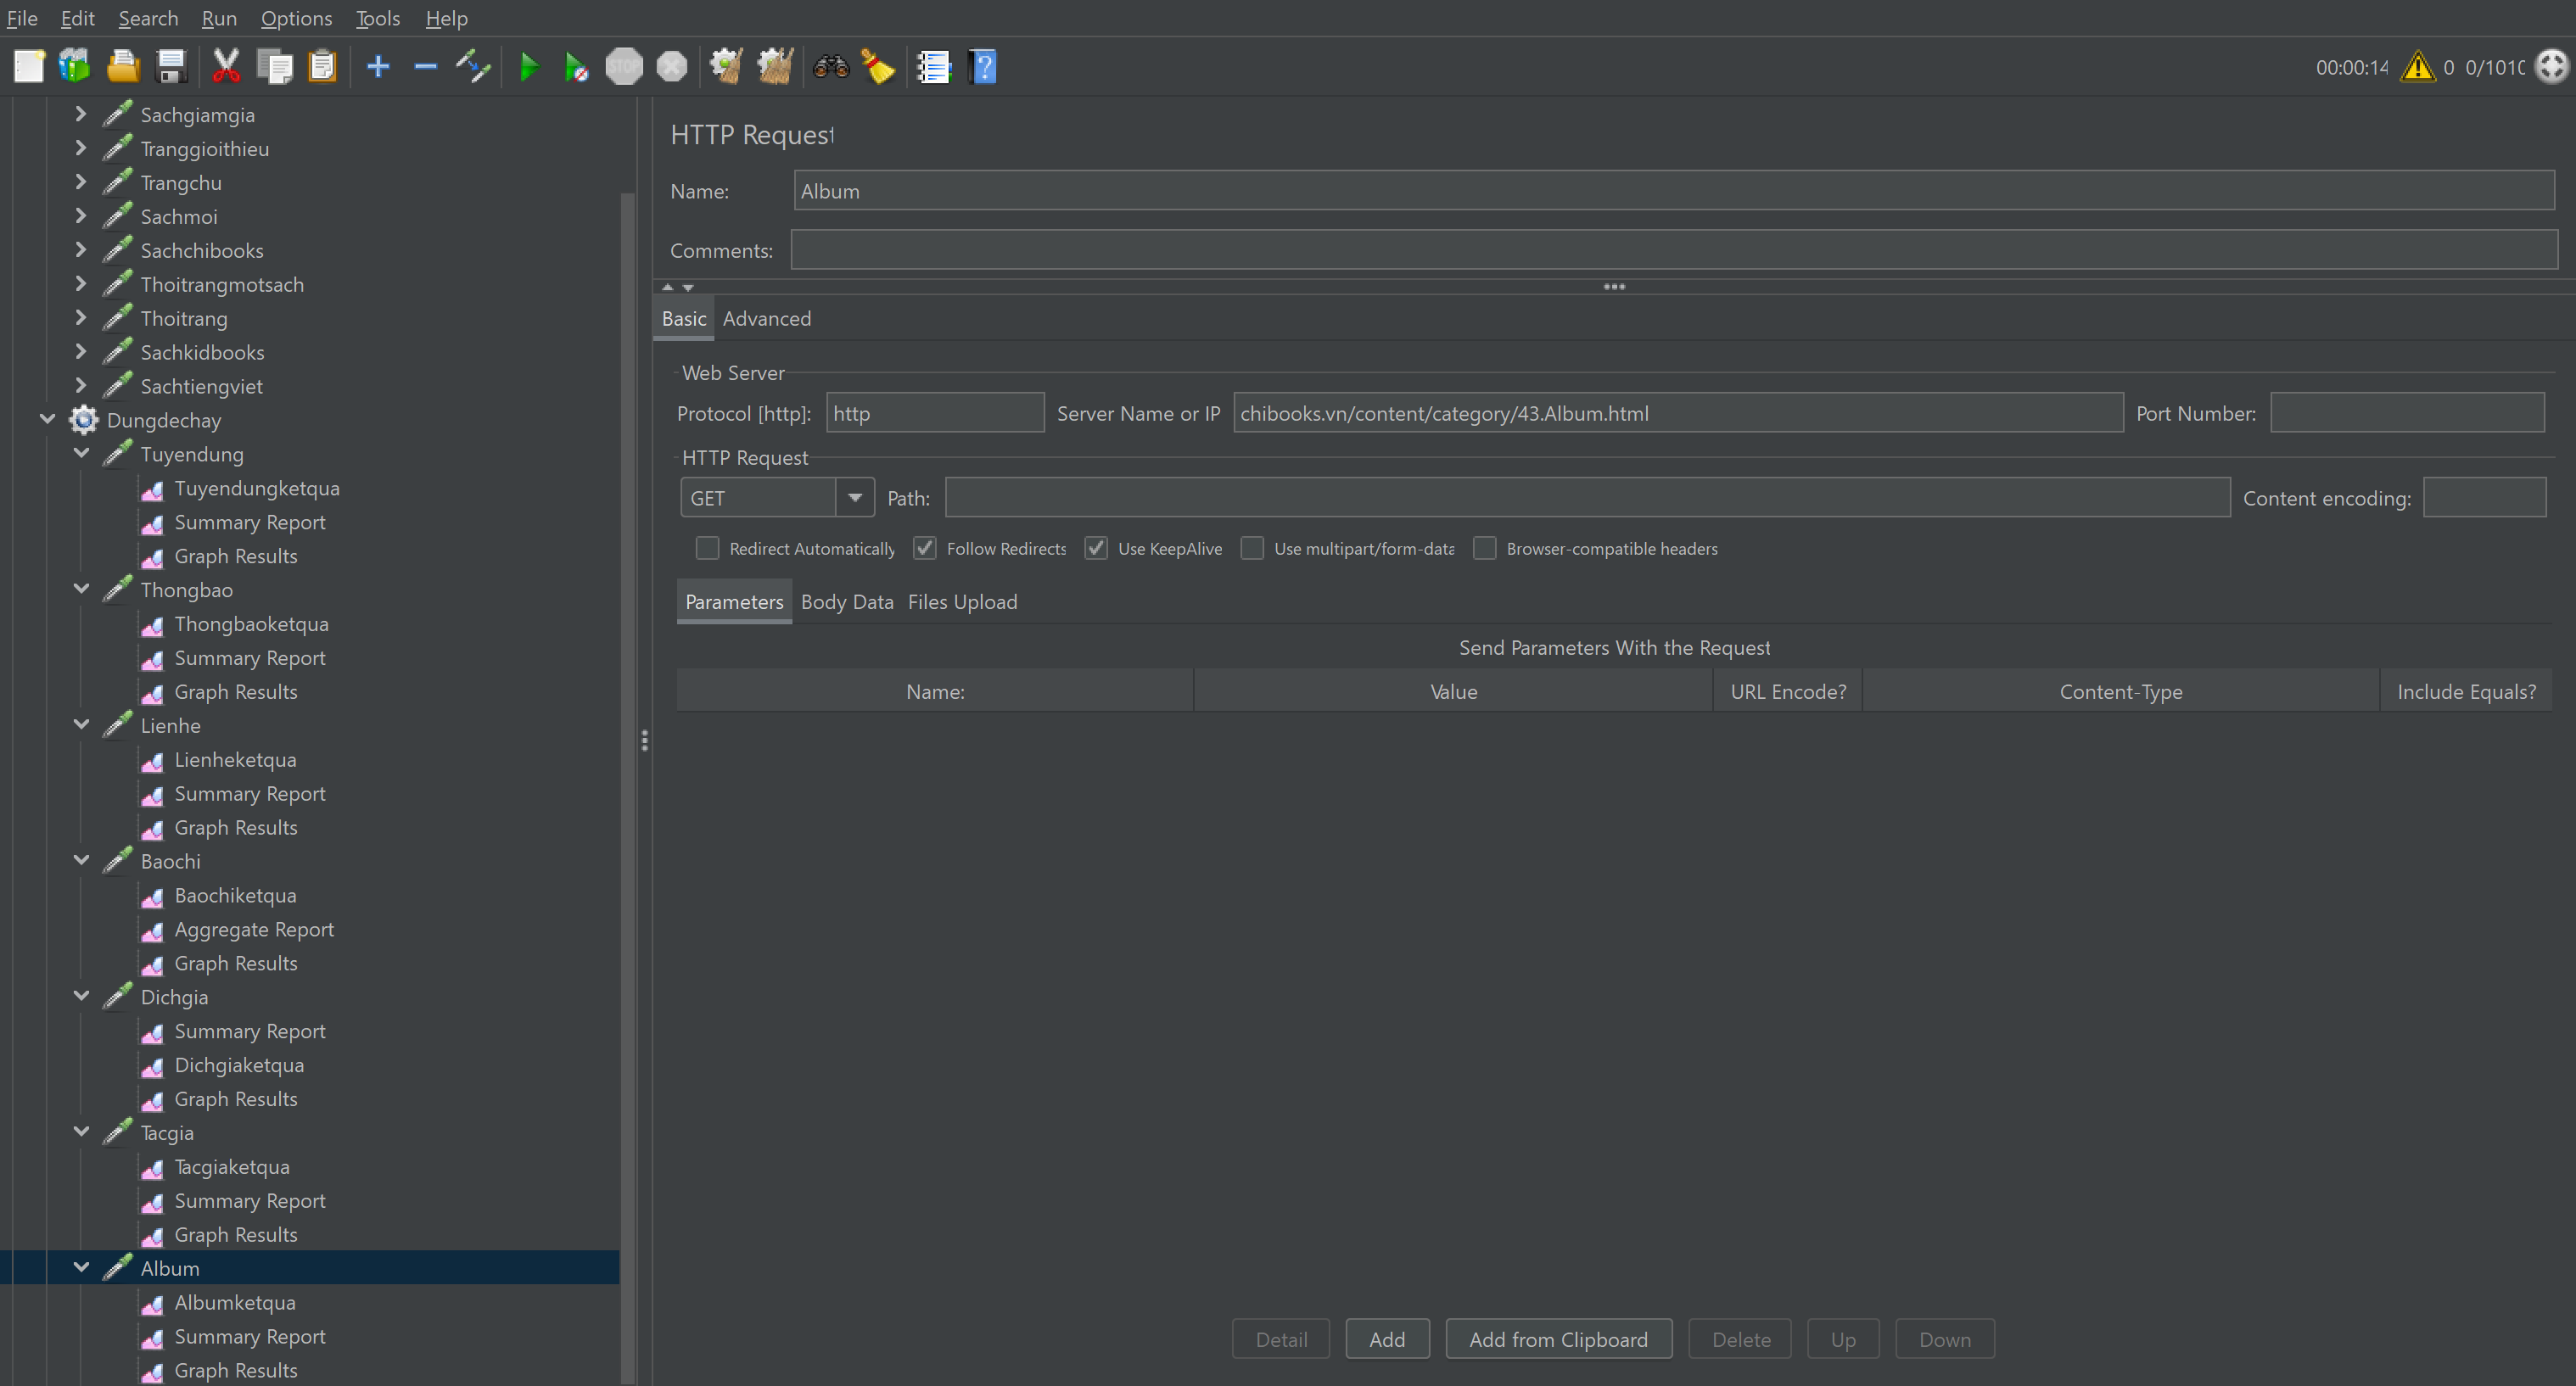 File Edit Search Run Options Tools Help
STOP
00:00:14 0 0/1010
Sachgiamgia
Tranggioithieu
Trangchu
Sachmoi
Sachchibooks
Thoitrangmotsach
Thoitrang
Sachkidbooks
Sachtiengviet
Dungdechay
Tuyendung
Tuyendungketqua
Summary Report
Graph Results
Thongbao
Thongbaoketqua
Summary Report
Graph Results
Lienhe
Lienheketqua
Summary Report
Graph Results
Baochi
Baochiketqua
Aggregate Report
Graph Results
Dichgia
Summary Report
Dichgiaketqua
Graph Results
Tacgia
Tacgiaketqua
Summary Report
Graph Results
Album
Albumketqua
Summary Report
Graph Results
HTTP Request
Name: Album
Comments:
Basic Advanced
Web Server
Protocol [http]: http Server Name or IP chibooks.vn/content/category/43.Album.html Port Number:
HTTP Request
GET Path: Content encoding:
Redirect Automatically Follow Redirects Use KeepAlive Use multipart/form-data Browser-compatible headers
Parameters Body Data Files Upload
Send Parameters With the Request
Name: Value URL Encode? Content-Type Include Equals?
Detail Add Add from Clipboard Delete Up Down